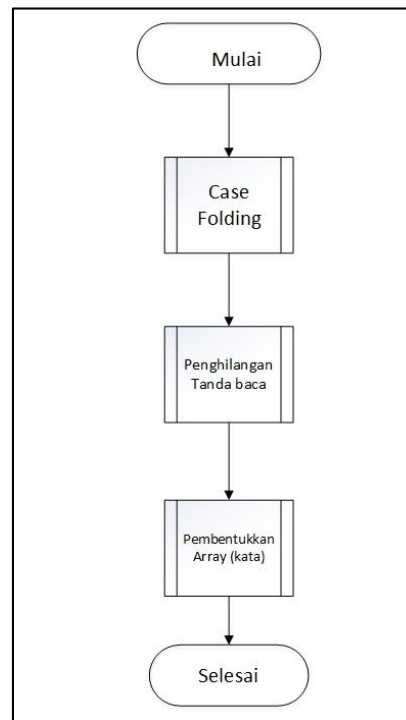 Mulai
Case
Folding
Penghilangan
Tanda baca
Pembentukkan
Array (kata)
Selesai